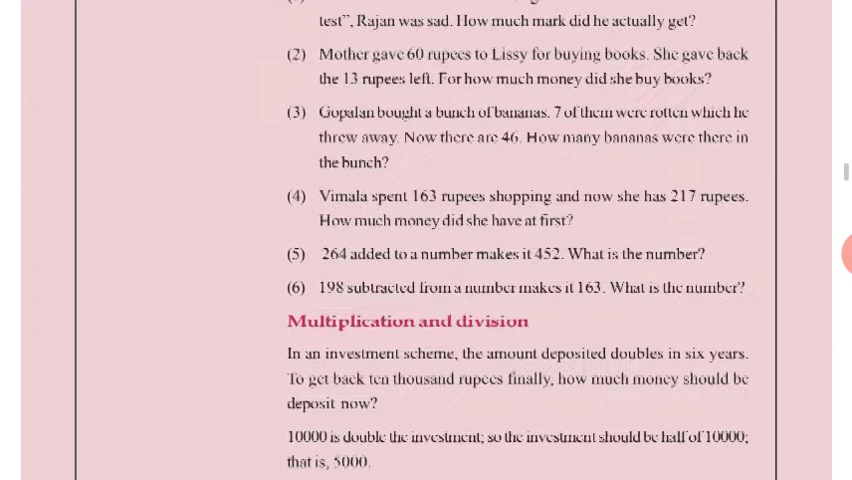 test", Rajan was sad. How much mark did he actually get?
(2) Mother gave 60 rupees to Lissy for buying books. She gave back
the 13 rupees left. For how much money did she buy books?
(3) Gopalan bought a bunch of bananas. 7 of them were rotten which he
threw away. Now there are 46. How many bananas were there in
the bunch?
(4) Vimala spent 163 rupees shopping and now she has 217 rupees.
How much money did she have at first?
(5) 264 added to a number makes it 452. What is the number?
(6) 198 subtracted from a number makes it 163. What is the number?
Multiplication and division
In an investment scheme, the amount deposited doubles in six years.
To get back ten thousand rupees finally, how much money should be
deposit now?
10000 is double the investment; so the investment should be half of 10000;
that is, 5000.